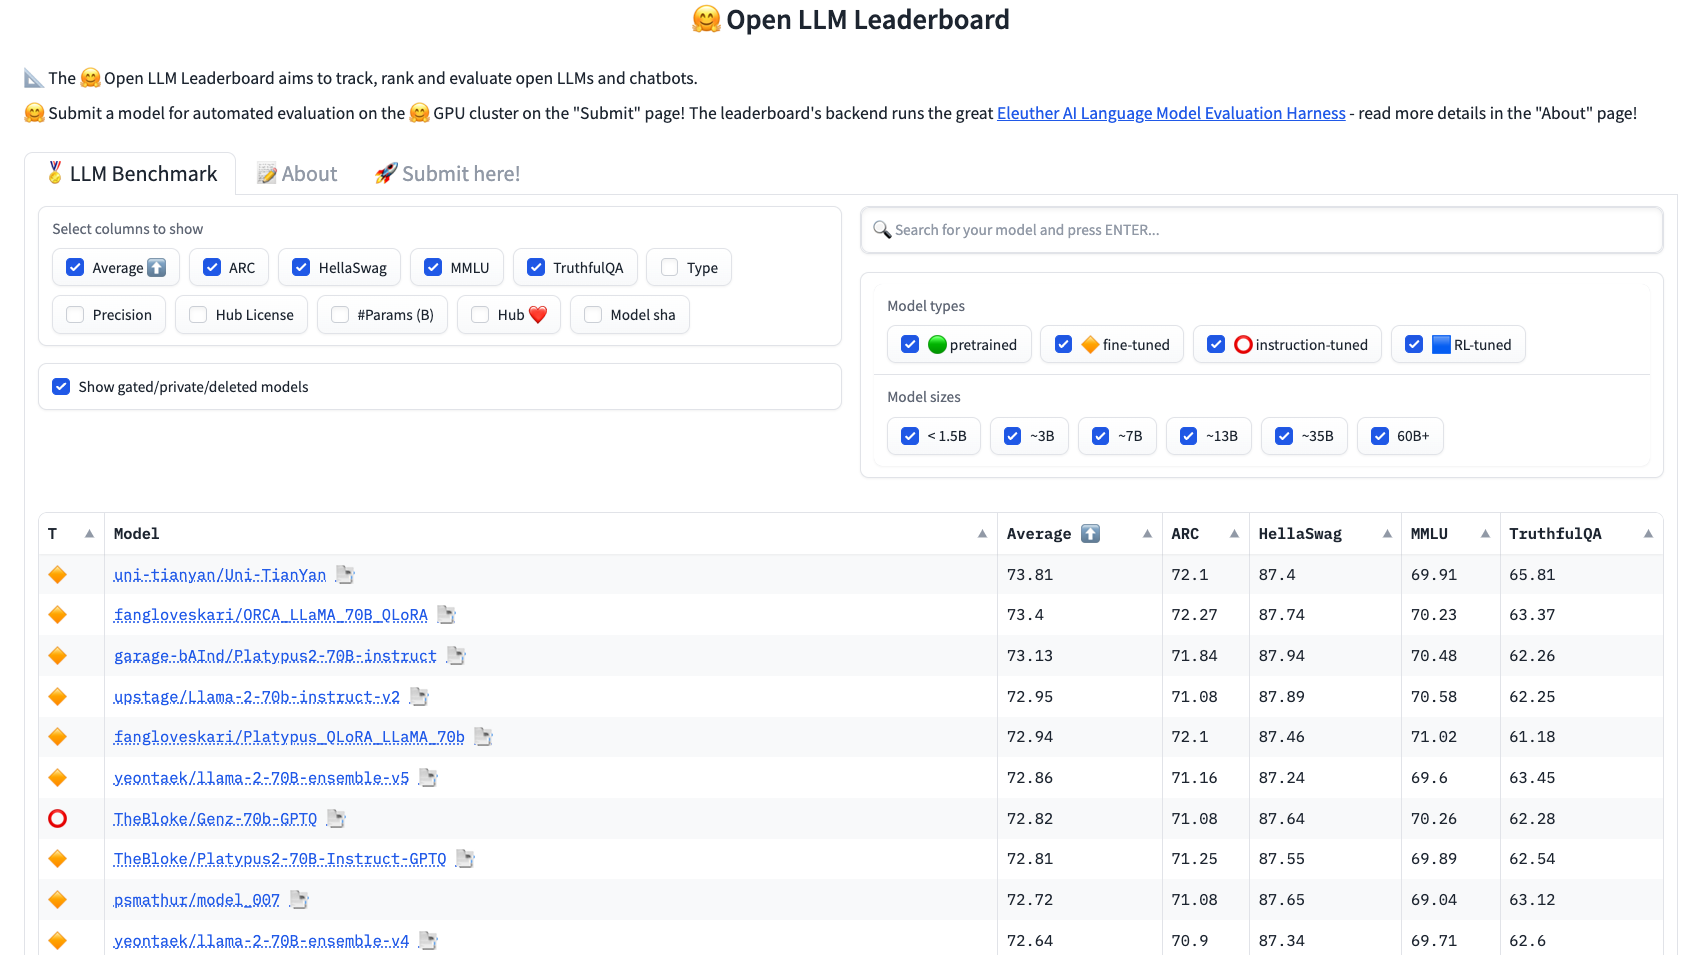 🤗 Open LLM Leaderboard
📐 The 🤗 Open LLM Leaderboard aims to track, rank and evaluate open LLMs and chatbots.
🤗 Submit a model for automated evaluation on the 🤗 GPU cluster on the "Submit" page! The leaderboard's backend runs the great Eleuther AI Language Model Evaluation Harness - read more details in the "About" page!
🏅 LLM Benchmark 📝 About 🚀 Submit here!
Select columns to show
Average ⬆️ ARC HellaSwag MMLU TruthfulQA Type
Precision Hub License #Params (B) Hub ❤️ Model sha
Show gated/private/deleted models
🔍 Search for your model and press ENTER...
Model types
🟢 pretrained 🔶 fine-tuned ⭕ instruction-tuned 🟦 RL-tuned
Model sizes
< 1.5B ~3B ~7B ~13B ~35B 60B+
T Model Average ⬆️ ARC HellaSwag MMLU TruthfulQA
🔶 uni-tianyan/Uni-TianYan 📑 73.81 72.1 87.4 69.91 65.81
🔶 fangloveskari/ORCA_LLaMA_70B_QLoRA 📑 73.4 72.27 87.74 70.23 63.37
🔶 garage-bAInd/Platypus2-70B-instruct 📑 73.13 71.84 87.94 70.48 62.26
🔶 upstage/Llama-2-70b-instruct-v2 📑 72.95 71.08 87.89 70.58 62.25
🔶 fangloveskari/Platypus_QLoRA_LLaMA_70b 📑 72.94 72.1 87.46 71.02 61.18
🔶 yeontaek/llama-2-70B-ensemble-v5 📑 72.86 71.16 87.24 69.6 63.45
⭕ TheBloke/Genz-70b-GPTQ 📑 72.82 71.08 87.64 70.26 62.28
🔶 TheBloke/Platypus2-70B-Instruct-GPTQ 📑 72.81 71.25 87.55 69.89 62.54
🔶 psmathur/model_007 📑 72.72 71.08 87.65 69.04 63.12
🔶 yeontaek/llama-2-70B-ensemble-v4 📑 72.64 70.9 87.34 69.71 62.6